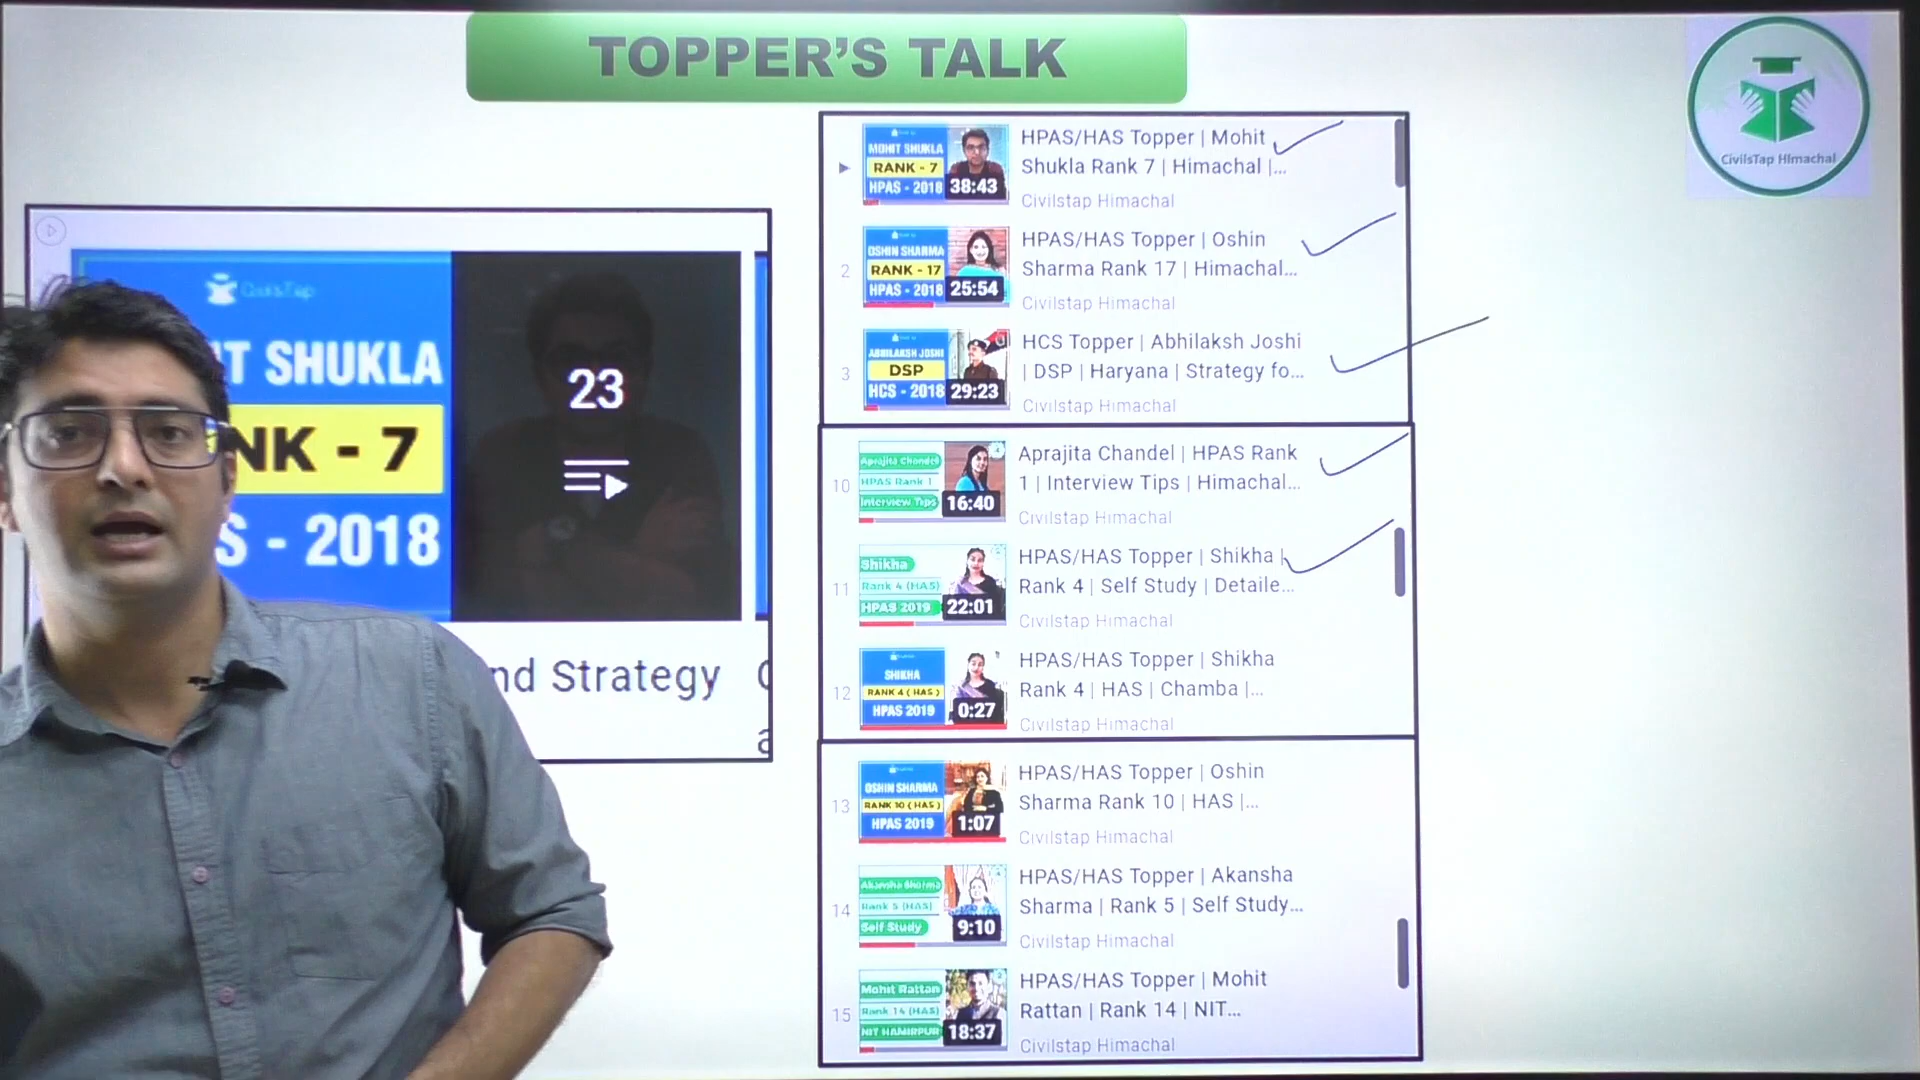 TOPPER'S TALK
CivilsTap Himachal
IT SHUKLA
NK - 7
S - 2018
23
nd Strategy
MOHIT SHUKLA
RANK - 7
HPAS - 2018
38:43
HPAS/HAS Topper | Mohit
Shukla Rank 7 | Himachal |...
Civilstap Himachal
2
OSHIN SHARMA
RANK - 17
HPAS - 2018
25:54
HPAS/HAS Topper | Oshin
Sharma Rank 17 | Himachal...
Civilstap Himachal
3
ABHILAKSH JOSHI
DSP
HCS - 2018
29:23
HCS Topper | Abhilaksh Joshi
| DSP | Haryana | Strategy fo...
Civilstap Himachal
10
Aprajita Chandel
HPAS Rank 1
Interview Tips
16:40
Aprajita Chandel | HPAS Rank
1 | Interview Tips | Himachal...
Civilstap Himachal
11
Shikha
Rank 4 (HAS)
HPAS 2019
22:01
HPAS/HAS Topper | Shikha |
Rank 4 | Self Study | Detaile...
Civilstap Himachal
12
SHIKHA
RANK 4 ( HAS )
HPAS 2019
0:27
HPAS/HAS Topper | Shikha
Rank 4 | HAS | Chamba |...
Civilstap Himachal
13
OSHIN SHARMA
RANK 10 ( HAS )
HPAS 2019
1:07
HPAS/HAS Topper | Oshin
Sharma Rank 10 | HAS |...
Civilstap Himachal
14
Akansha Sharma
Rank 5 (HAS)
Self Study
9:10
HPAS/HAS Topper | Akansha
Sharma | Rank 5 | Self Study...
Civilstap Himachal
15
Mohit Rattan
Rank 14 (HAS)
NIT HAMIRPUR
18:37
HPAS/HAS Topper | Mohit
Rattan | Rank 14 | NIT...
Civilstap Himachal